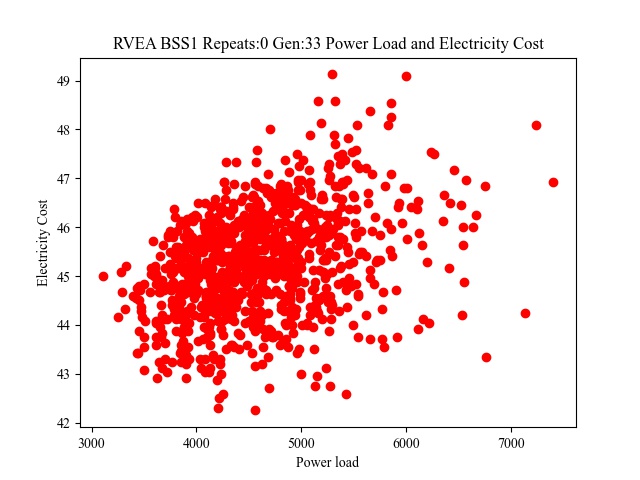 RVEA BSS1 Repeats:0 Gen:33 Power Load and Electricity Cost
49
48
47
46
45
44
43
42
Electricity Cost
3000 4000 5000 6000 7000
Power load